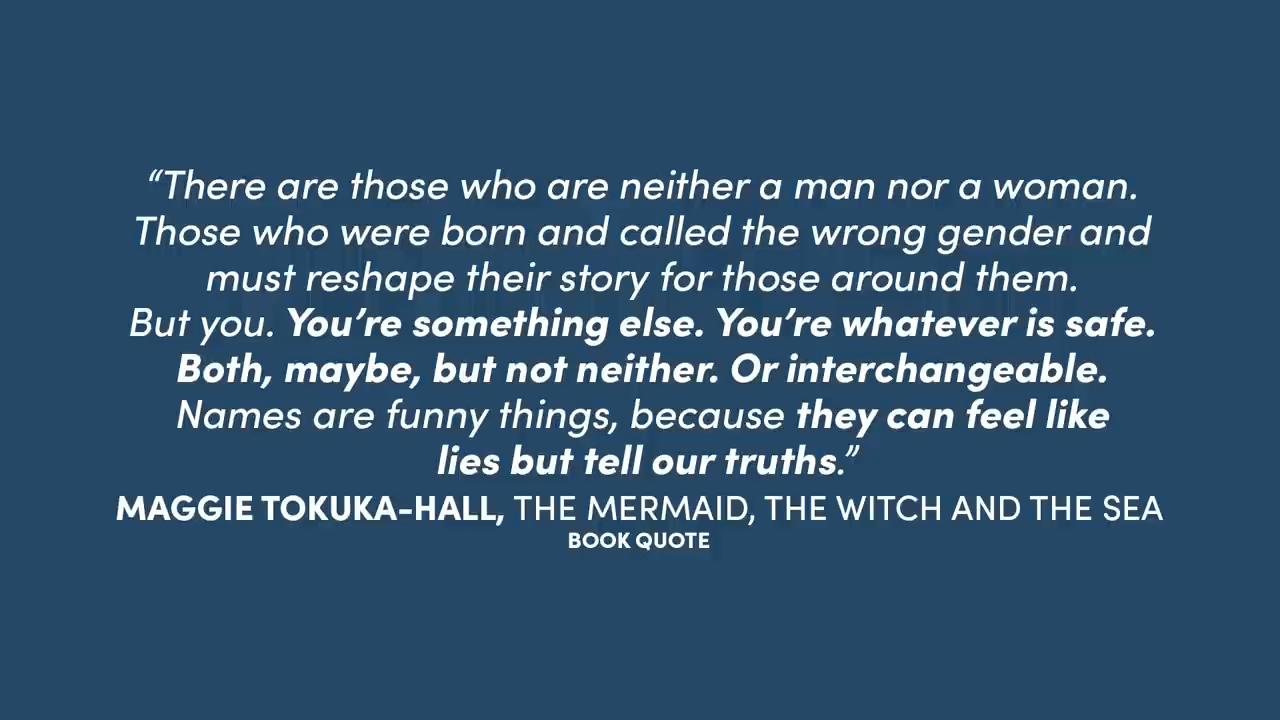 “There are those who are neither a man nor a woman.
Those who were born and called the wrong gender and
must reshape their story for those around them.
But you. You’re something else. You’re whatever is safe.
Both, maybe, but not neither. Or interchangeable.
Names are funny things, because they can feel like
lies but tell our truths.”
MAGGIE TOKUKA-HALL, THE MERMAID, THE WITCH AND THE SEA
BOOK QUOTE